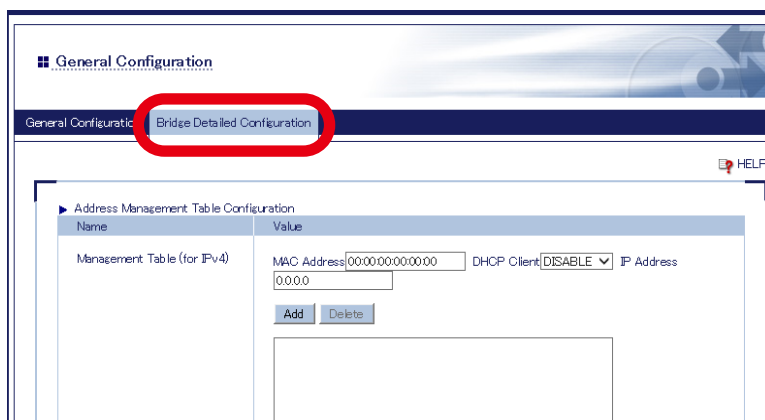 General Configuration
General Configuratio Bridge Detailed Configuration
HELP
Address Management Table Configuration
Name Value
Management Table (for IPv4) MAC Address 00:00:00:00:00:00 DHCP Client DISABLE IP Address
0.0.0.0
Add Delete